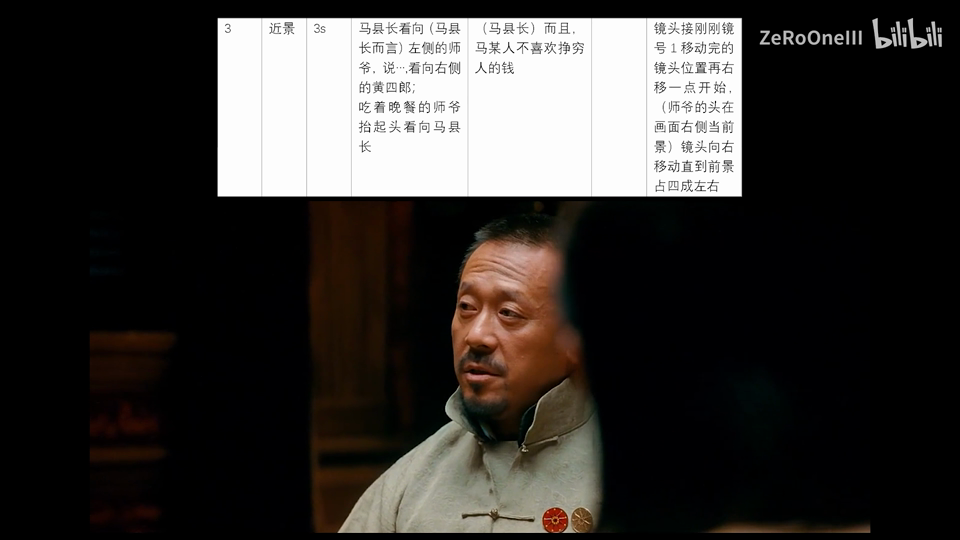 3
近景
3s
马县长看向（马县
长而言）左侧的师
爷，说…,看向右侧
的黄四郎；
吃着晚餐的师爷
抬起头看向马县
长
（马县长）而且，
马某人不喜欢挣穷
人的钱
镜头接刚刚镜
号 1 移动完的
镜头位置再右
移一点开始，
（师爷的头在
画面右侧当前
景）镜头向右
移动直到前景
占四成左右
ZeRoOneIII bilibili